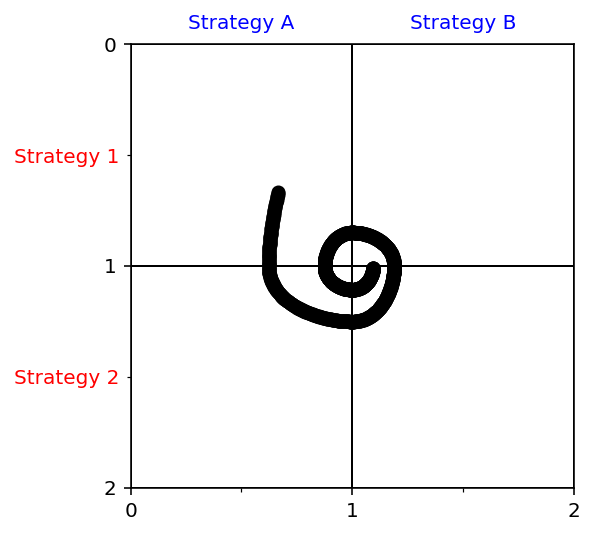 Strategy A Strategy B
0
Strategy 1
1
Strategy 2
2
0 1 2